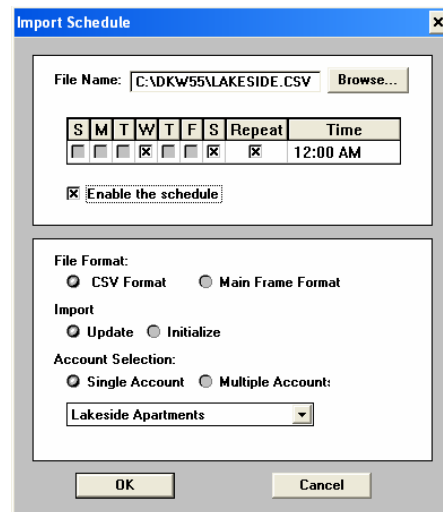 Import Schedule
File Name: C:\DKW55\LAKESIDE.CSV Browse...
S M T W T F S Repeat Time
12:00 AM
Enable the schedule
File Format:
CSV Format Main Frame Format
Import
Update Initialize
Account Selection:
Single Account Multiple Accounts
Lakeside Apartments
OK Cancel